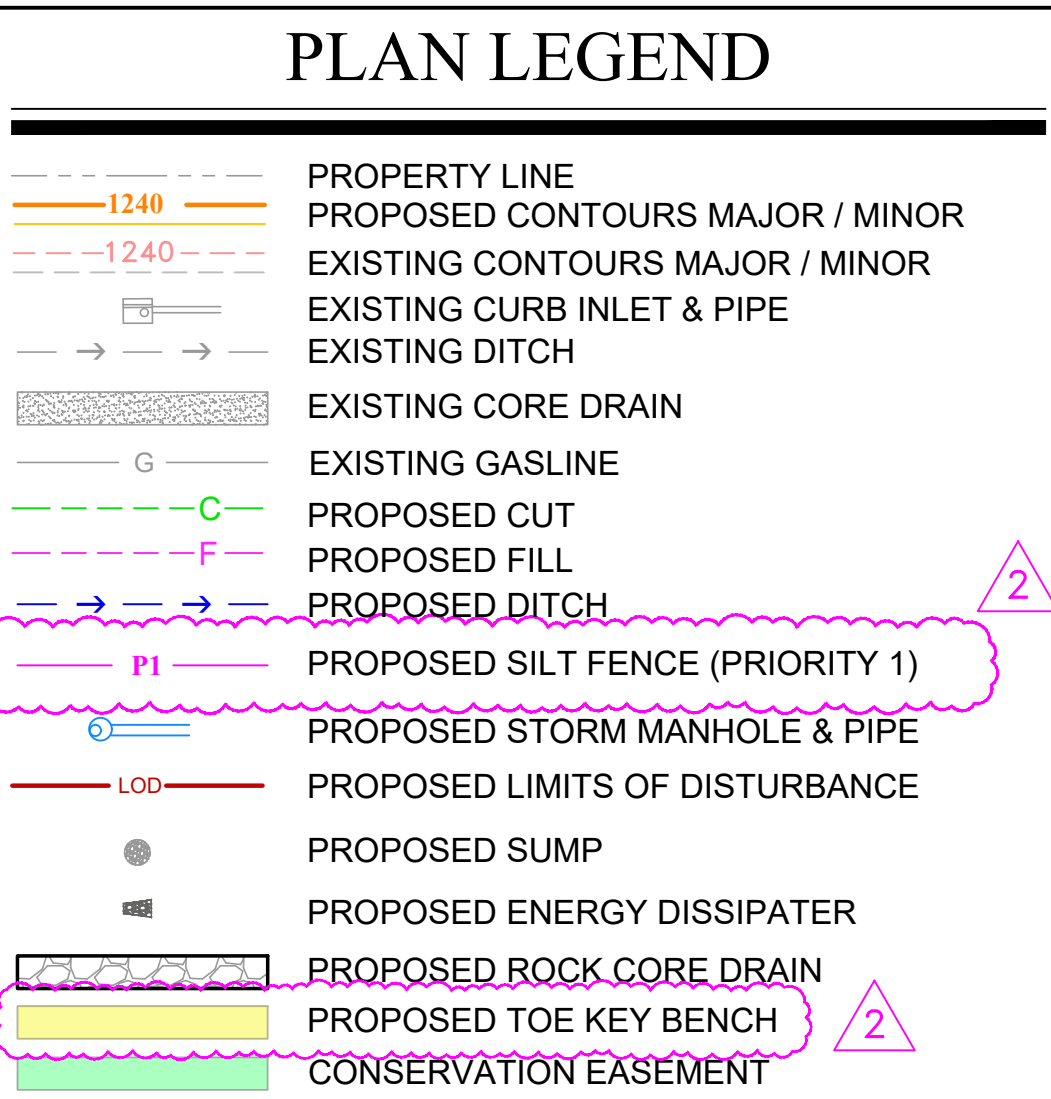 PLAN LEGEND
PROPERTY LINE
1240 PROPOSED CONTOURS MAJOR / MINOR
1240 EXISTING CONTOURS MAJOR / MINOR
EXISTING CURB INLET & PIPE
EXISTING DITCH
EXISTING CORE DRAIN
G EXISTING GASLINE
C PROPOSED CUT
F PROPOSED FILL
2
PROPOSED DITCH
P1 PROPOSED SILT FENCE (PRIORITY 1)
PROPOSED STORM MANHOLE & PIPE
LOD PROPOSED LIMITS OF DISTURBANCE
PROPOSED SUMP
PROPOSED ENERGY DISSIPATER
PROPOSED ROCK CORE DRAIN
PROPOSED TOE KEY BENCH 2
CONSERVATION EASEMENT